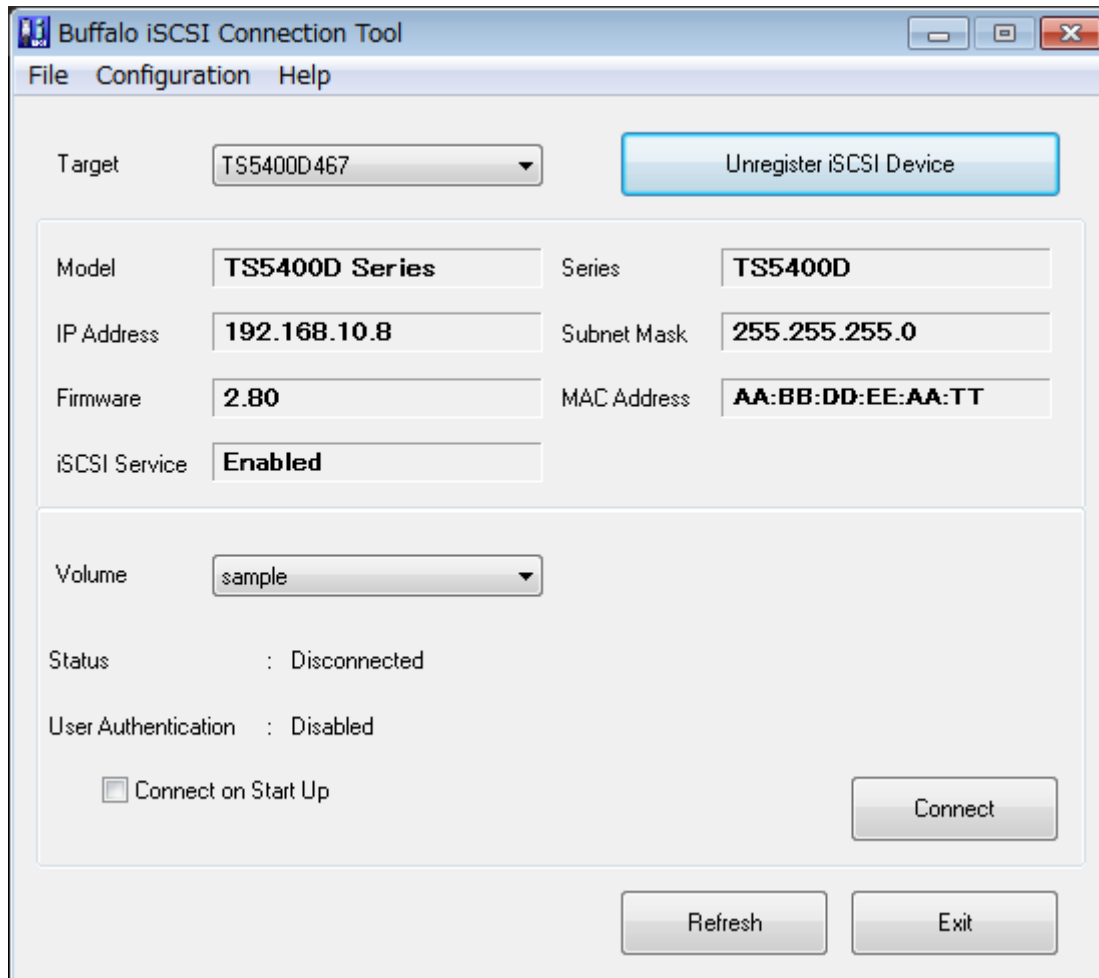 Buffalo iSCSI Connection Tool
File Configuration Help
Target TS5400D467 Unregister iSCSI Device
Model TS5400D Series Series TS5400D
IP Address 192.168.10.8 Subnet Mask 255.255.255.0
Firmware 2.80 MAC Address AA:BB:DD:EE:AA:TT
iSCSI Service Enabled
Volume sample
Status : Disconnected
User Authentication : Disabled
Connect on Start Up
Connect
Refresh Exit